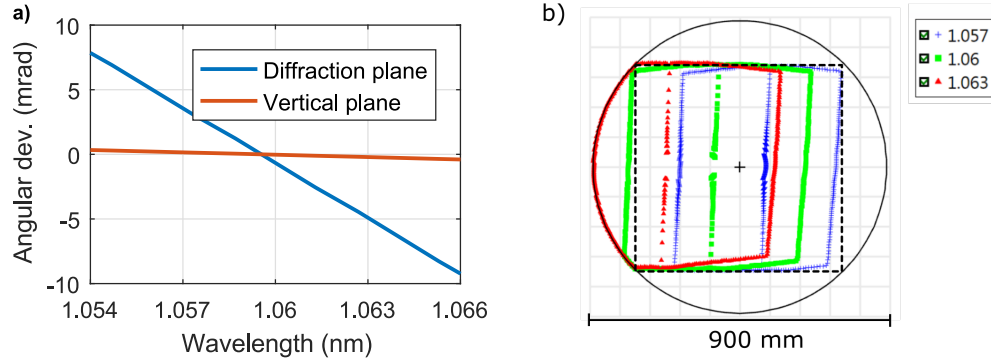 a)
10
5
0
-5
-10
Angular dev. (mrad)
Diffraction plane
Vertical plane
1.054 1.057 1.06 1.063 1.066
Wavelength (nm)
b)
1.057
1.06
1.063
900 mm